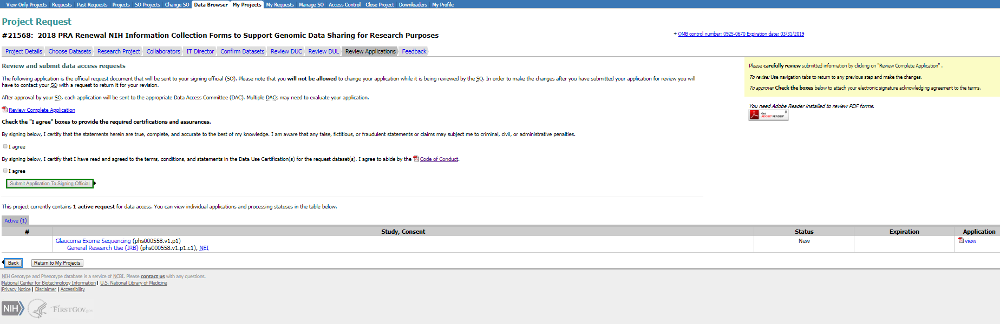 View Only Projects Requests Past Requests Projects SO Projects Change SO Data Browser My Projects My Requests Manage SO Access Control Close Project Downloaders My Profile
Project Request
#21568: 2018 PRA Renewal NIH Information Collection Forms to Support Genomic Data Sharing for Research Purposes
+ OMB control number: 0925-0670 Expiration date: 03/31/2019
Project Details Choose Datasets Research Project Collaborators IT Director Confirm Datasets Review DUC Review DUL Review Applications Feedback
Review and submit data access requests
The following application is the official request document that will be sent to your signing official (SO). Please note that you will not be allowed to change your application while it is being reviewed by the SO. In order to make the changes after you have submitted your application for review you will
have to contact your SO with a request to return it for your revision.
After approval by your SO, each application will be sent to the appropriate Data Access Committee (DAC). Multiple DACs may need to evaluate your application.
Review Complete Application
Check the "I agree" boxes to provide the required certifications and assurances.
By signing below, I certify that the statements herein are true, complete, and accurate to the best of my knowledge. I am aware that any false, fictitious, or fraudulent statements or claims may subject me to criminal, civil, or administrative penalties.
I agree
By signing below, I certify that I have read and agreed to the terms, conditions, and statements in the Data Use Certification(s) for the request dataset(s). I agree to abide by the Code of Conduct.
I agree
Submit Application To Signing Official
Please carefully review submitted information by clicking on "Review Complete Application" .
To revise: Use navigation tabs to return to any previous step and make the changes.
To approve: Check the boxes below to attach your electronic signature acknowledging agreement to the terms.
You need Adobe Reader installed to review PDF forms.
Get
ADOBE® READER®
This project currently contains 1 active request for data access. You can view individual applications and processing statuses in the table below.
Active (1)
# Study, Consent Status Expiration Application
Glaucoma Exome Sequencing (phs000558.v1.p1) New view
General Research Use (IRB) (phs000558.v1.p1.c1), NEI
Back Return to My Projects
NIH Genotype and Phenotype database is a service of NCBI. Please contact us with any questions.
National Center for Biotechnology Information | U.S. National Library of Medicine
Privacy Notice | Disclaimer | Accessibility
NIH FIRSTGOV.gov